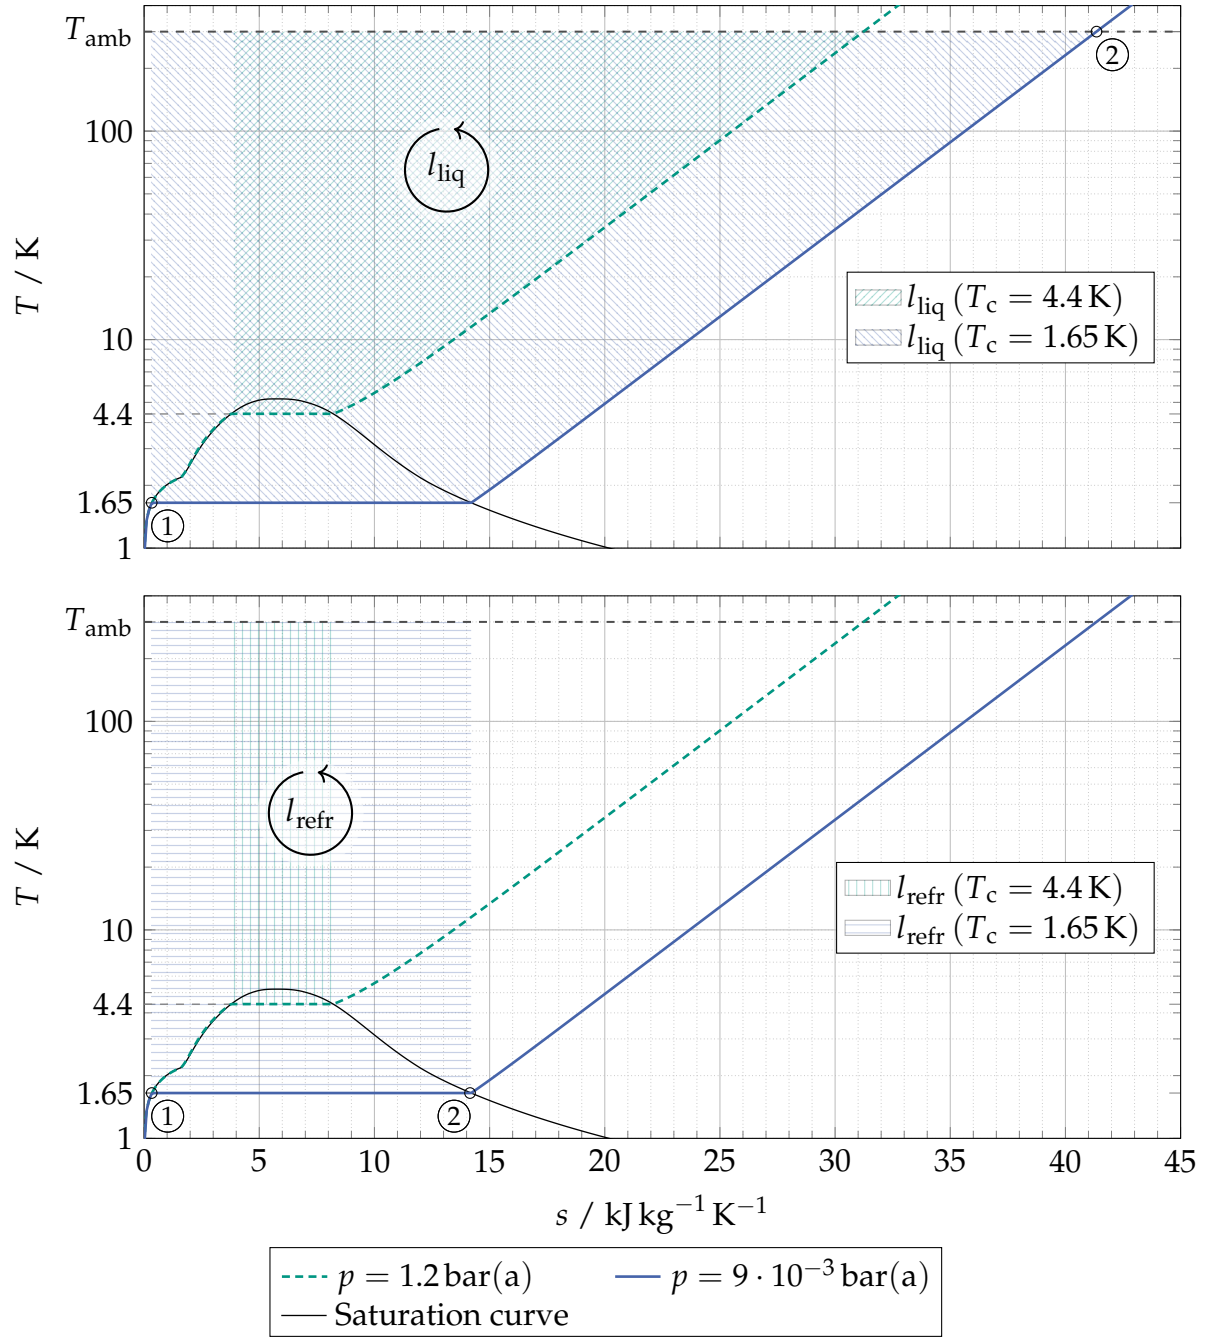 T_amb
100
10
4.4
1.65
1
T / K
l_liq
1
2
l_liq (T_c = 4.4 K)
l_liq (T_c = 1.65 K)
T_amb
100
10
4.4
1.65
1
T / K
l_refr
1
2
l_refr (T_c = 4.4 K)
l_refr (T_c = 1.65 K)
0 5 10 15 20 25 30 35 40 45
s / kJ kg⁻¹ K⁻¹
p = 1.2 bar(a) p = 9 · 10⁻³ bar(a)
Saturation curve